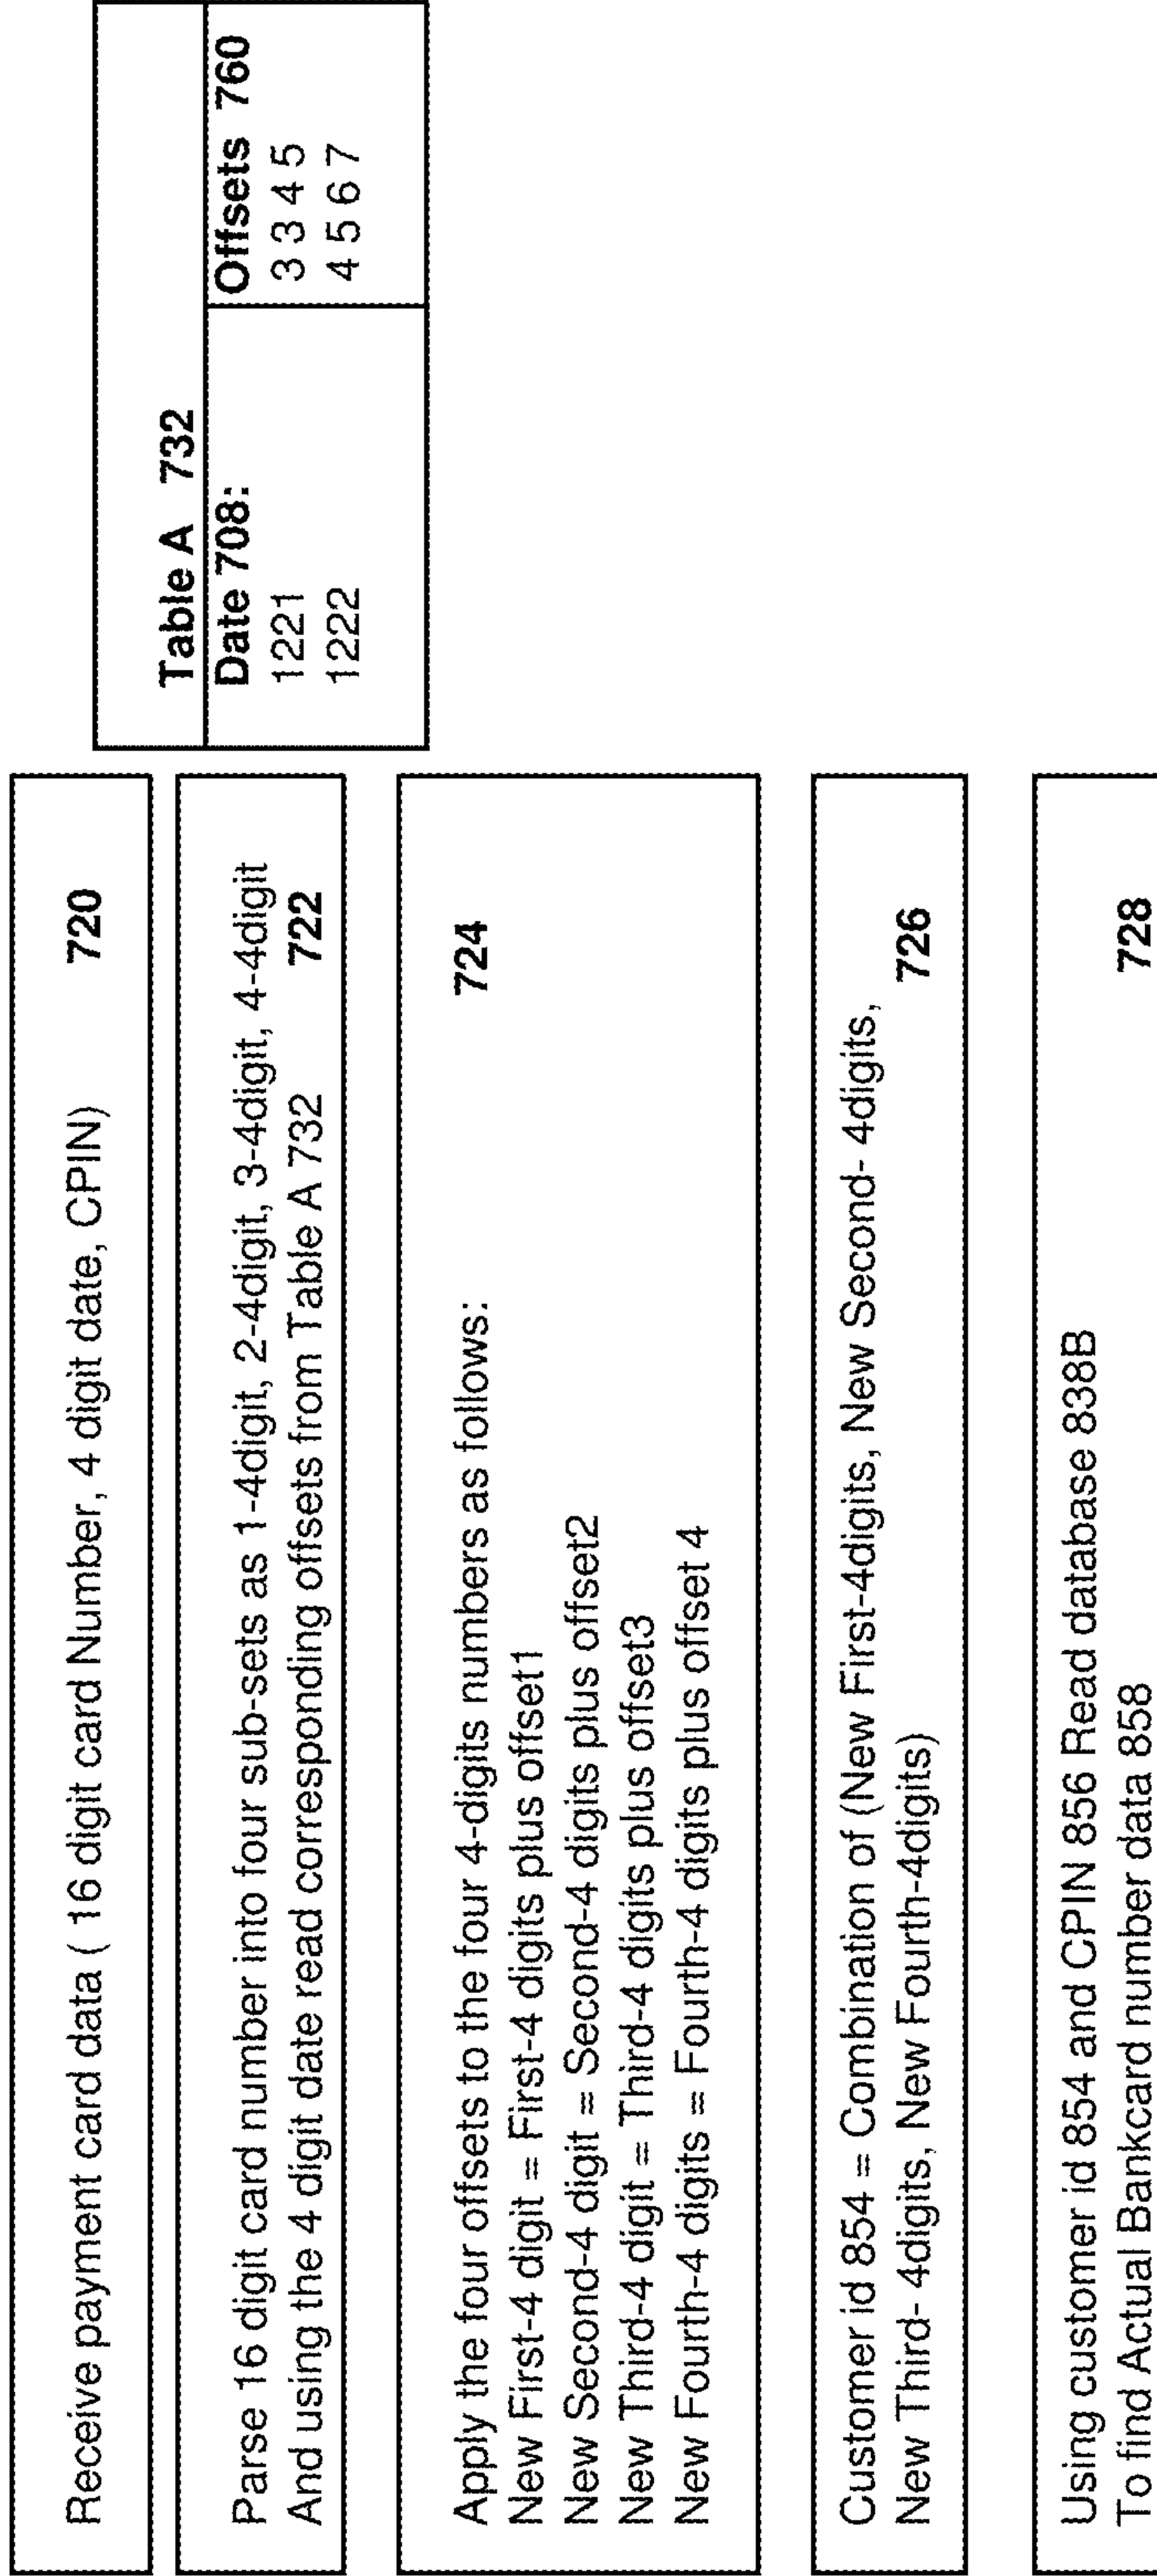 Receive payment card data ( 16 digit card Number, 4 digit date, CPIN) 720
Parse 16 digit card number into four sub-sets as 1-4digit, 2-4digit, 3-4digit, 4-4digit
And using the 4 digit date read corresponding offsets from Table A 732 722
Apply the four offsets to the four 4-digits numbers as follows: 724
New First-4 digit = First-4 digits plus offset1
New Second-4 digit = Second-4 digits plus offset2
New Third-4 digit = Third-4 digits plus offset3
New Fourth-4 digits = Fourth-4 digits plus offset 4
Customer id 854 = Combination of (New First-4digits, New Second- 4digits,
New Third- 4digits, New Fourth-4digits) 726
Using customer id 854 and CPIN 856 Read database 838B
To find Actual Bankcard number data 858 728
Table A 732
Date 708: Offsets 760
1221 3 3 4 5
1222 4 5 6 7